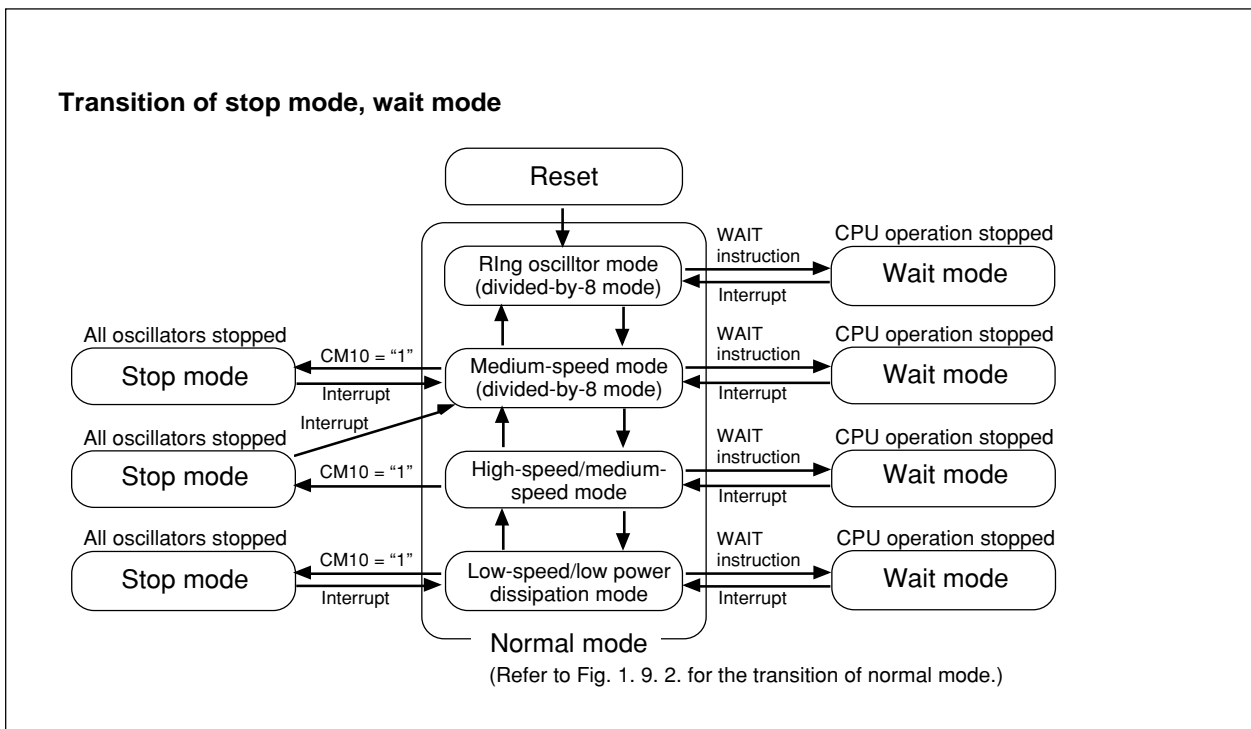 Transition of stop mode, wait mode
Reset
RIng oscilltor mode
(divided-by-8 mode)
WAIT
instruction
Interrupt
CPU operation stopped
Wait mode
All oscillators stopped
Stop mode
CM10 = “1”
Interrupt
Medium-speed mode
(divided-by-8 mode)
WAIT
instruction
Interrupt
CPU operation stopped
Wait mode
Interrupt
All oscillators stopped
Stop mode
CM10 = “1”
High-speed/medium-
speed mode
WAIT
instruction
Interrupt
CPU operation stopped
Wait mode
All oscillators stopped
Stop mode
CM10 = “1”
Interrupt
Low-speed/low power
dissipation mode
WAIT
instruction
Interrupt
CPU operation stopped
Wait mode
Normal mode
(Refer to Fig. 1. 9. 2. for the transition of normal mode.)